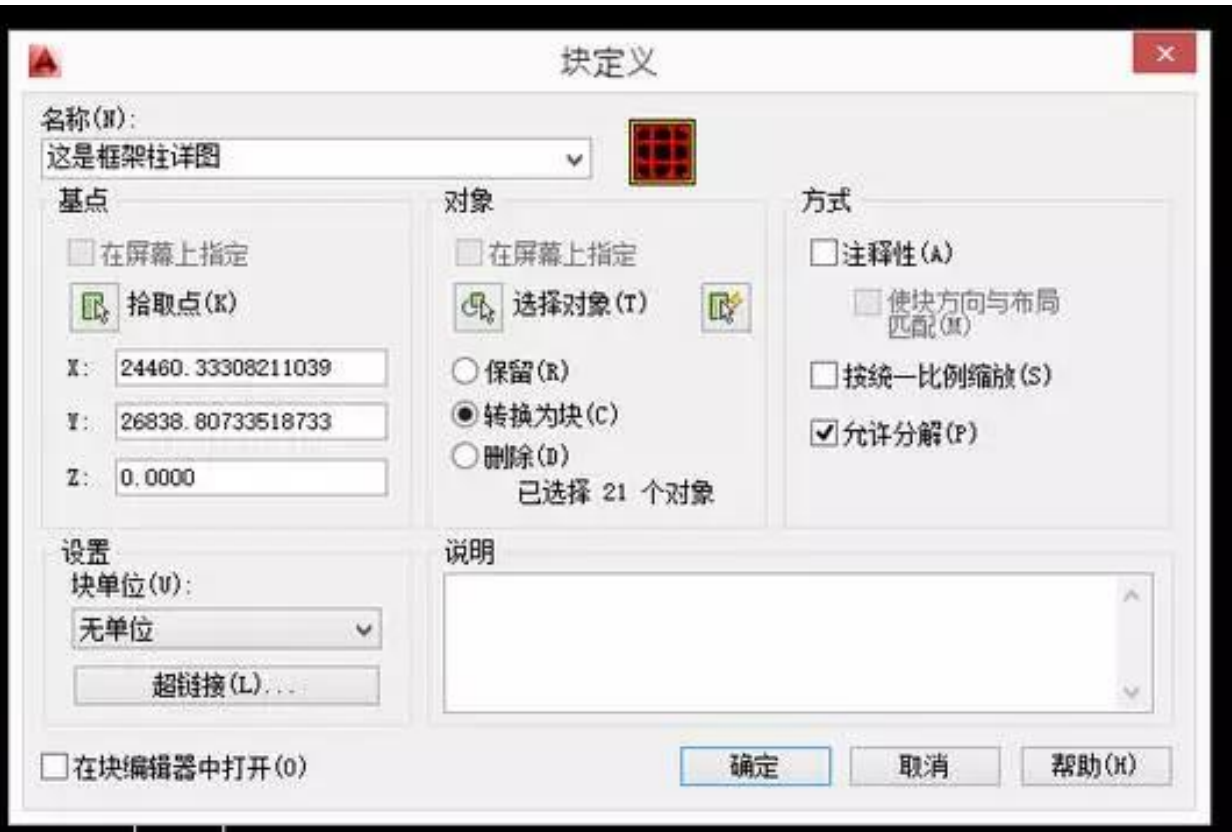 块定义
名称(N):
这是框架柱详图
基点
在屏幕上指定
拾取点(K)
X: 24460.33308211039
Y: 26838.80733518733
Z: 0.0000
对象
在屏幕上指定
选择对象(T)
保留(R)
转换为块(C)
删除(D)
已选择 21 个对象
方式
注释性(A)
使块方向与布局
匹配(M)
按统一比例缩放(S)
允许分解(P)
设置
块单位(U):
无单位
超链接(L)...
说明
在块编辑器中打开(O)
确定
取消
帮助(H)